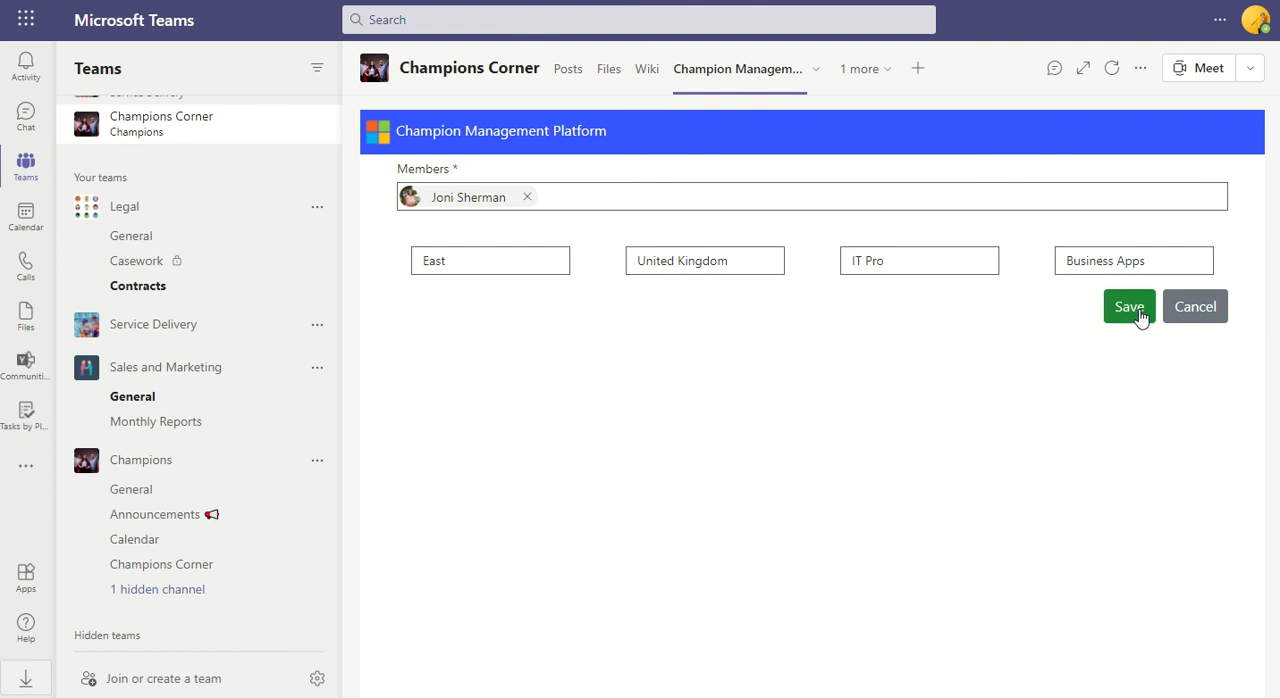 Microsoft Teams
Search
Activity
Chat
Teams
Calendar
Calls
Files
Communiti...
Tasks by Pl...
Apps
Help
Teams
Service Delivery
Champions Corner
Champions
Your teams
Legal
General
Casework
Contracts
Service Delivery
Sales and Marketing
General
Monthly Reports
Champions
General
Announcements
Calendar
Champions Corner
1 hidden channel
Hidden teams
Join or create a team
Champions Corner Posts Files Wiki Champion Managem... 1 more
Meet
Champion Management Platform
Members *
Joni Sherman
East United Kingdom IT Pro Business Apps
Save Cancel